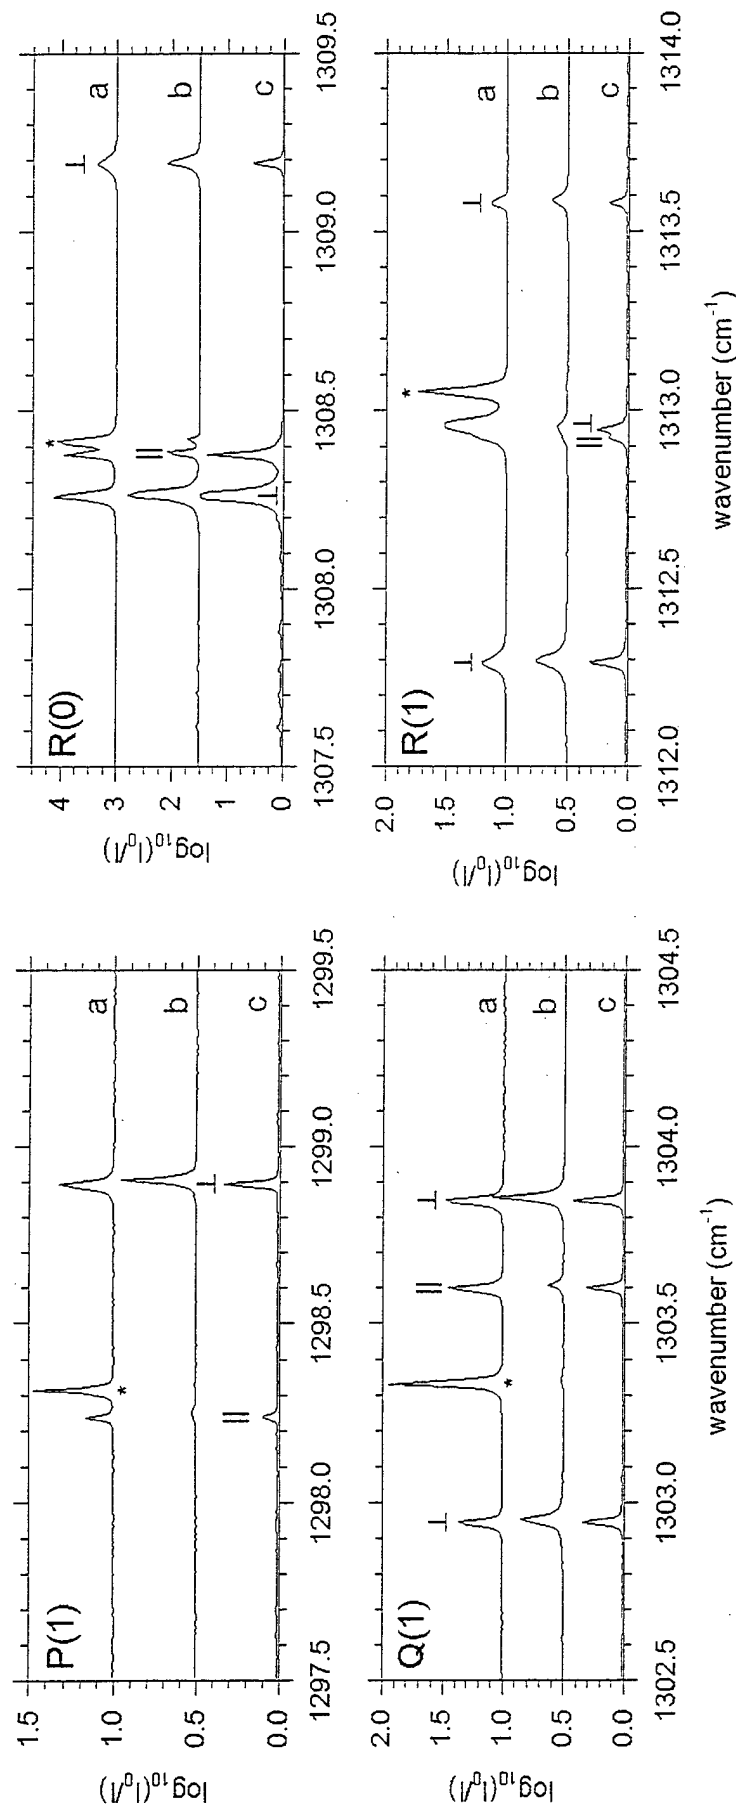 R(0)
log₁₀(I₀/I)
4
3
2
1
0
a
b
c
⊥
*
||
⊥
1307.5
1308.0
1308.5
1309.0
1309.5
R(1)
log₁₀(I₀/I)
2.0
1.5
1.0
0.5
0.0
a
b
c
⊥
*
||
⊥
⊥
1312.0
1312.5
1313.0
1313.5
1314.0
wavenumber (cm⁻¹)
P(1)
log₁₀(I₀/I)
1.5
1.0
0.5
0.0
a
b
c
*
||
⊥
1297.5
1298.0
1298.5
1299.0
1299.5
Q(1)
log₁₀(I₀/I)
2.0
1.5
1.0
0.5
0.0
a
b
c
⊥
*
||
⊥
1302.5
1303.0
1303.5
1304.0
1304.5
wavenumber (cm⁻¹)